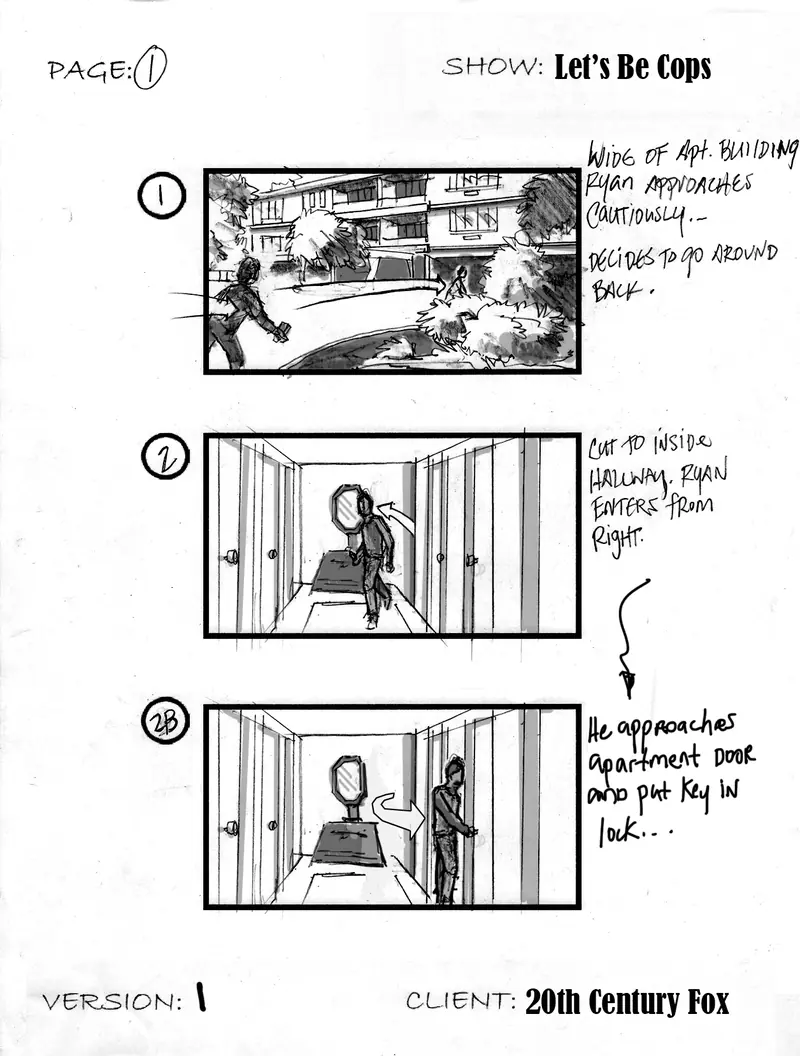 PAGE: 1
SHOW: Let's Be Cops
1
WIDE OF Apt. BUILDING
Ryan APPROACHES
CAUTIOUSLY.–
DECIDES TO GO AROUND
BACK.
2
CUT TO inside
HALLWAY. RYAN
ENTERS from
Right.
2B
He approaches
apartment DOOR
AND put Key IN
lock...
VERSION: 1
CLIENT: 20th Century Fox